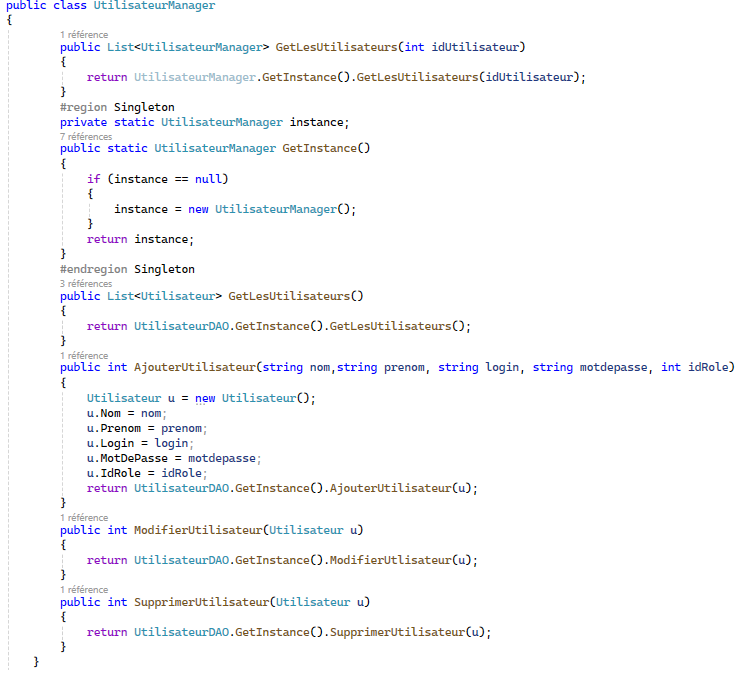 public class UtilisateurManager
{
1 référence
public List<UtilisateurManager> GetLesUtilisateurs(int idUtilisateur)
{
return UtilisateurManager.GetInstance().GetLesUtilisateurs(idUtilisateur);
}
#region Singleton
private static UtilisateurManager instance;
7 références
public static UtilisateurManager GetInstance()
{
if (instance == null)
{
instance = new UtilisateurManager();
}
return instance;
}
#endregion Singleton
3 références
public List<Utilisateur> GetLesUtilisateurs()
{
return UtilisateurDAO.GetInstance().GetLesUtilisateurs();
}
1 référence
public int AjouterUtilisateur(string nom,string prenom, string login, string motdepasse, int idRole)
{
Utilisateur u = new Utilisateur();
u.Nom = nom;
u.Prenom = prenom;
u.Login = login;
u.MotDePasse = motdepasse;
u.IdRole = idRole;
return UtilisateurDAO.GetInstance().AjouterUtilisateur(u);
}
1 référence
public int ModifierUtilisateur(Utilisateur u)
{
return UtilisateurDAO.GetInstance().ModifierUtlisateur(u);
}
1 référence
public int SupprimerUtilisateur(Utilisateur u)
{
return UtilisateurDAO.GetInstance().SupprimerUtilisateur(u);
}
}